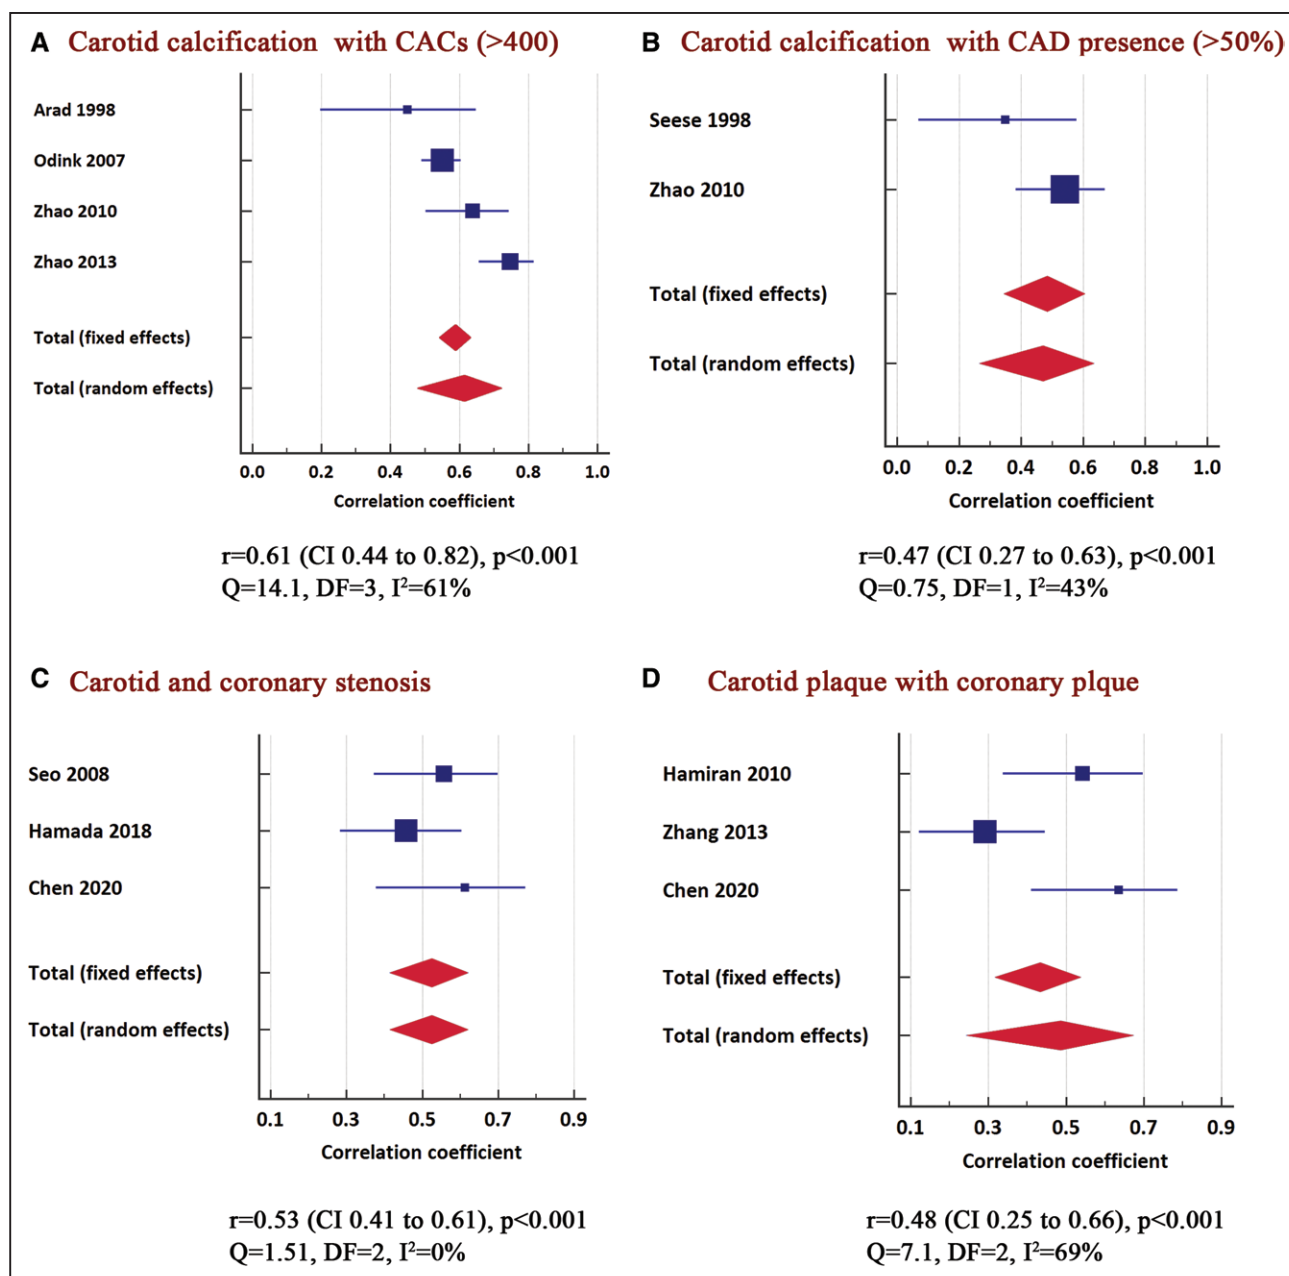 A Carotid calcification with CACs (>400)
Arad 1998
Odink 2007
Zhao 2010
Zhao 2013
Total (fixed effects)
Total (random effects)
0.0 0.2 0.4 0.6 0.8 1.0
Correlation coefficient
r=0.61 (CI 0.44 to 0.82), p<0.001
Q=14.1, DF=3, I²=61%
B Carotid calcification with CAD presence (>50%)
Seese 1998
Zhao 2010
Total (fixed effects)
Total (random effects)
0.0 0.2 0.4 0.6 0.8 1.0
Correlation coefficient
r=0.47 (CI 0.27 to 0.63), p<0.001
Q=0.75, DF=1, I²=43%
C Carotid and coronary stenosis
Seo 2008
Hamada 2018
Chen 2020
Total (fixed effects)
Total (random effects)
0.1 0.3 0.5 0.7 0.9
Correlation coefficient
r=0.53 (CI 0.41 to 0.61), p<0.001
Q=1.51, DF=2, I²=0%
D Carotid plaque with coronary plque
Hamiran 2010
Zhang 2013
Chen 2020
Total (fixed effects)
Total (random effects)
0.1 0.3 0.5 0.7 0.9
Correlation coefficient
r=0.48 (CI 0.25 to 0.66), p<0.001
Q=7.1, DF=2, I²=69%